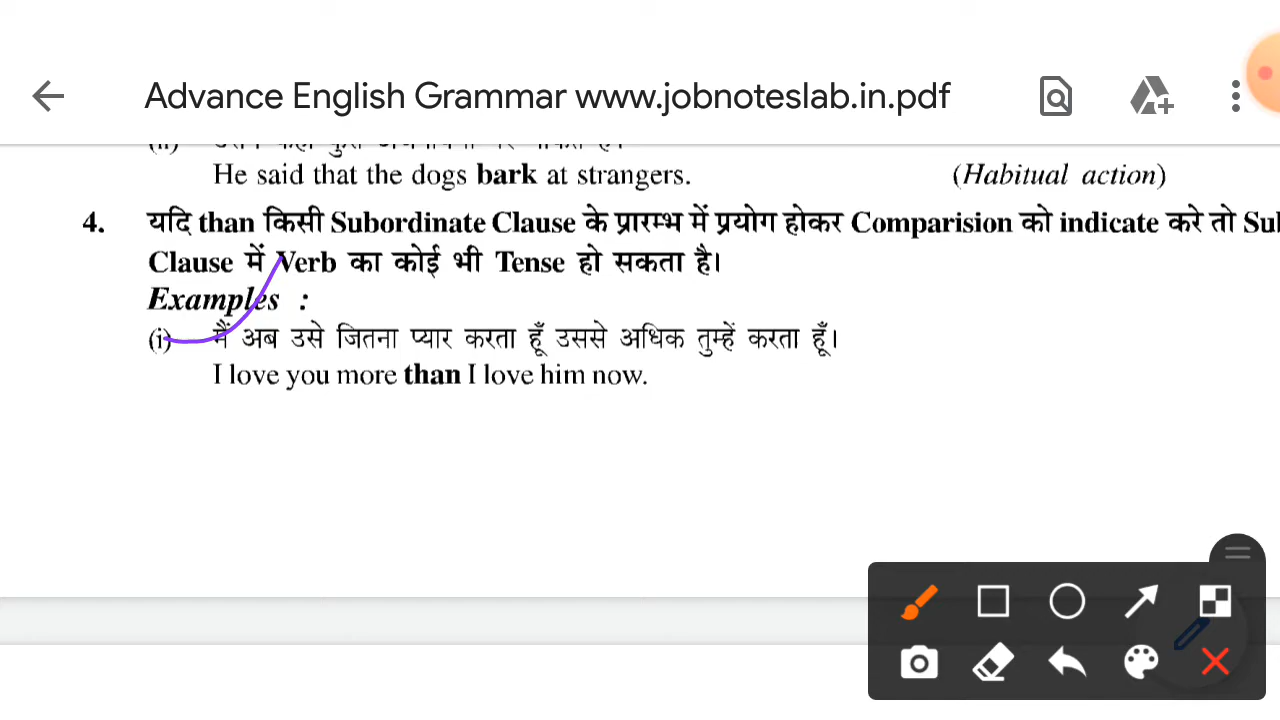 Advance English Grammar www.jobnoteslab.in.pdf
He said that the dogs bark at strangers. (Habitual action)
4. यदि than किसी Subordinate Clause के प्रारम्भ में प्रयोग होकर Comparision को indicate करे तो
Clause में Verb का कोई भी Tense हो सकता है।
Examples :
(i) मैं अब उसे जितना प्यार करता हूँ उससे अधिक तुम्हें करता हूँ।
I love you more than I love him now.